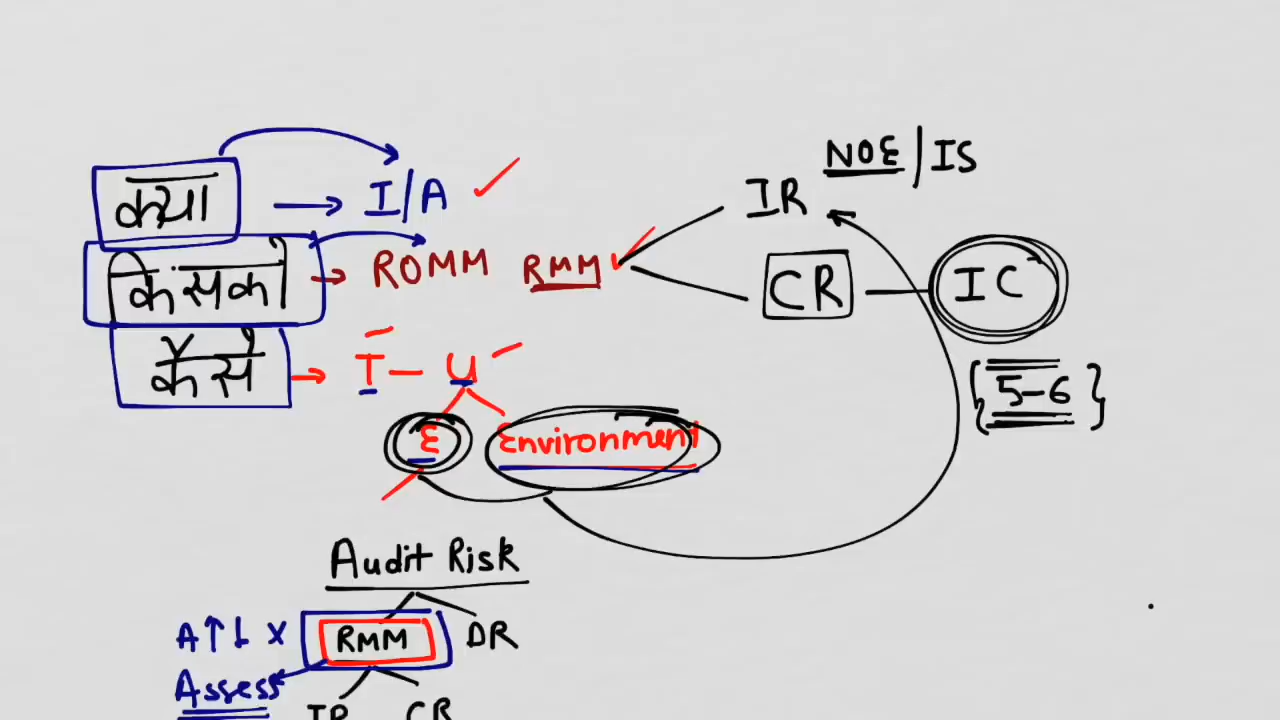 NOE/IS
क्या → I/A IR
किसको → ROMM RMM CR IC
कैसे → I - U {5-6}
E Environment
Audit Risk
A↑↓ X RMM DR
Assess
IR CR